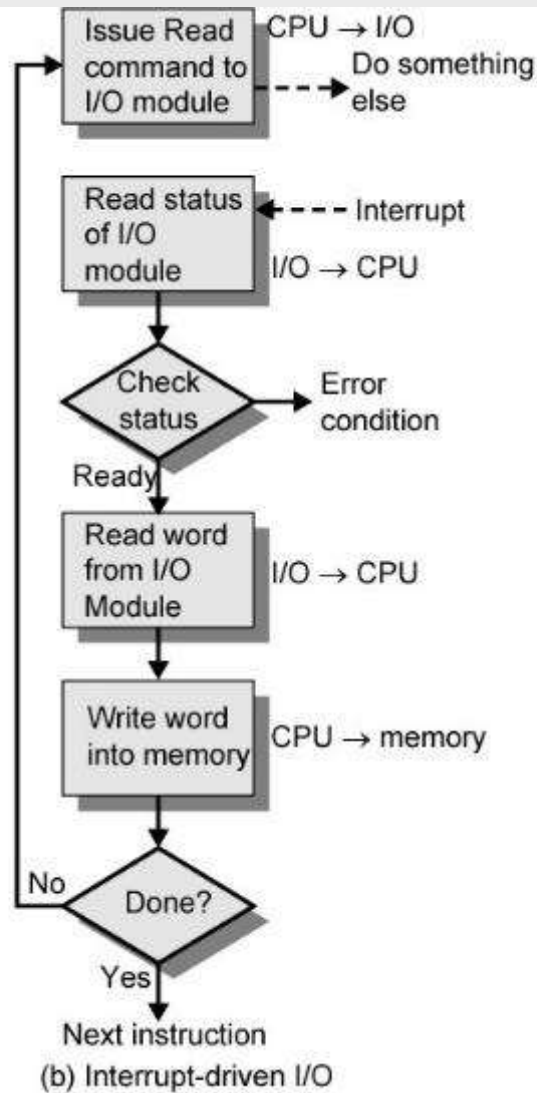 Issue Read
command to
I/O module
CPU → I/O
Do something
else
Read status
of I/O
module
Interrupt
I/O → CPU
Check
status
Error
condition
Ready
Read word
from I/O
Module
I/O → CPU
Write word
into memory
CPU → memory
No
Done?
Yes
Next instruction
(b) Interrupt-driven I/O